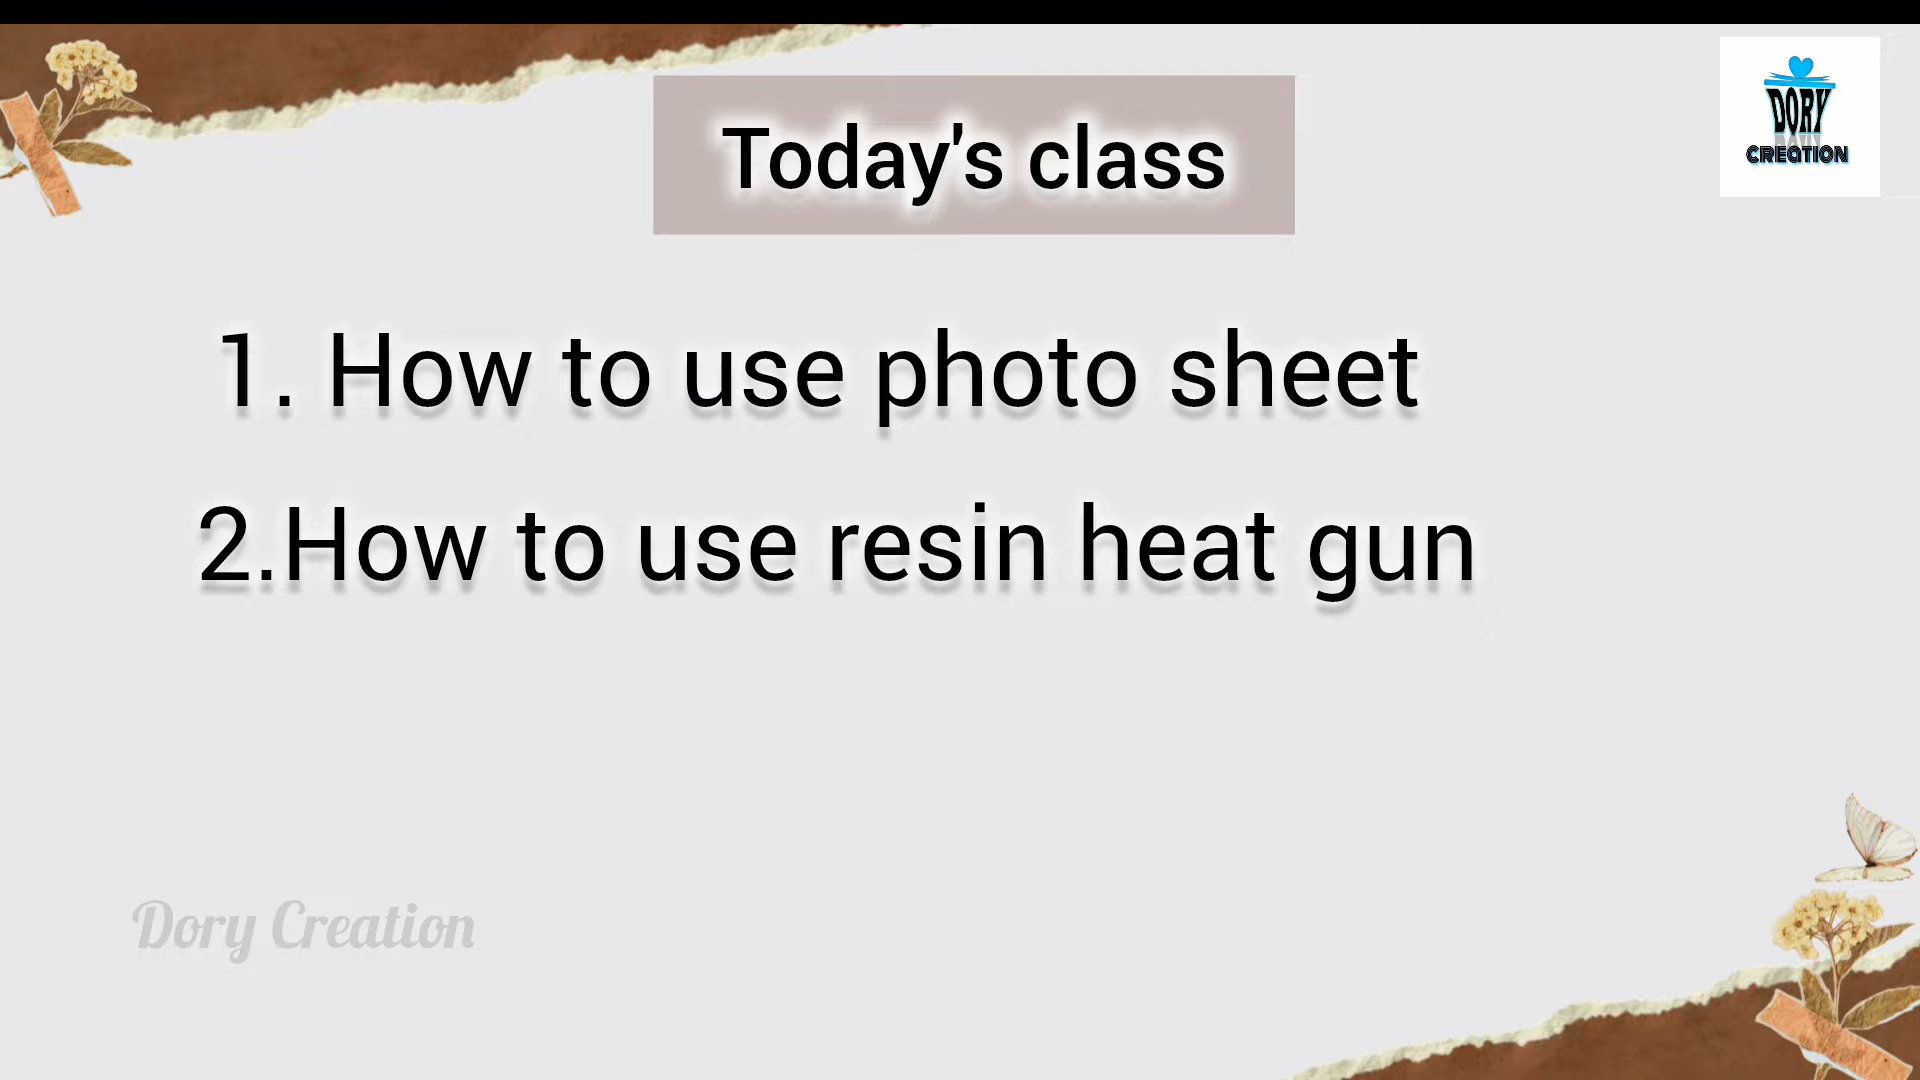 Today's class
DORY
CREATION
1. How to use photo sheet
2.How to use resin heat gun
Dory Creation